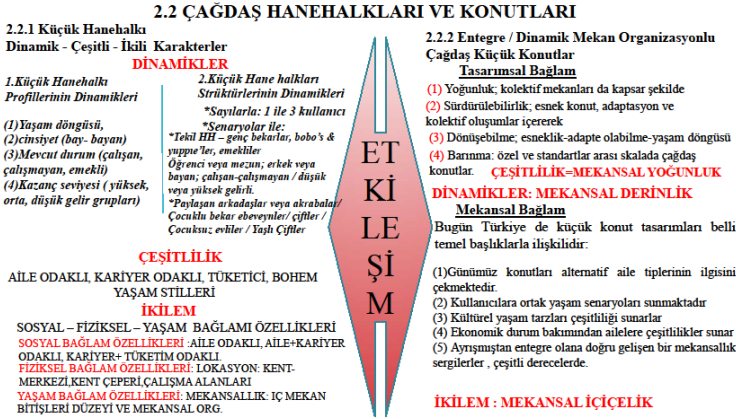 2.2 ÇAĞDAŞ HANEHALKLARI VE KONUTLARI
2.2.1 Küçük Hanehalkı
Dinamik - Çeşitli - İkili Karakterler
DİNAMİKLER
1.Küçük Hanehalkı
Profillerinin Dinamikleri
(1)Yaşam döngüsü,
(2)cinsiyet (bay- bayan)
(3)Mevcut durum (çalışan,
çalışmayan, emekli)
(4)Kazanç seviyesi ( yüksek,
orta, düşük gelir grupları)
2.Küçük Hane halkları
Strüktürlerinin Dinamikleri
*Sayılarla: 1 ile 3 kullanıcı
*Senaryolar ile:
*Tekil HH – genç bekarlar, bobo's &
yuppe'ler, emekliler
Öğrenci veya mezun; erkek veya
bayan; çalışan-çalışmayan / düşük
veya yüksek gelirli.
*Paylaşan arkadaşlar veya akrabalar/
Çocuklu bekar ebeveynler/ çiftler /
Çocuksuz evliler / Yaşlı Çiftler
ÇEŞİTLİLİK
AİLE ODAKLI, KARİYER ODAKLI, TÜKETİCİ, BOHEM
YAŞAM STİLLERİ
İKİLEM
SOSYAL – FİZİKSEL – YAŞAM BAĞLAMI ÖZELLİKLERİ
SOSYAL BAĞLAM ÖZELLİKLERİ :AİLE ODAKLI, AİLE+KARİYER
ODAKLI, KARİYER+ TÜKETİM ODAKLI.
FİZİKSEL BAĞLAM ÖZELLİKLERİ: LOKASYON: KENT-
MERKEZİ,KENT ÇEPERİ,ÇALIŞMA ALANLARI
YAŞAM BAĞLAM ÖZELLİKLERİ: MEKANSALLIK: IÇ MEKAN
BİTİŞLERİ DÜZEYİ VE MEKANSAL ORG.
ET
Kİ
LE
Şİ
M
2.2.2 Entegre / Dinamik Mekan Organizasyonlu
Çağdaş Küçük Konutlar
Tasarımsal Bağlam
(1) Yoğunluk; kolektif mekanları da kapsar şekilde
(2) Sürdürülebilirlik; esnek konut, adaptasyon ve
kolektif oluşumlar içererek
(3) Dönüşebilme; esneklik-adapte olabilme-yaşam döngüsü
(4) Barınma: özel ve standartlar arası skalada çağdaş
konutlar. ÇEŞİTLİLİK=MEKANSAL YOĞUNLUK
DİNAMİKLER: MEKANSAL DERİNLİK
Mekansal Bağlam
Bugün Türkiye de küçük konut tasarımları belli
temel başlıklarla ilişkilidir:
(1)Günümüz konutları alternatif aile tiplerinin ilgisini
çekmektedir.
(2) Kullanıcılara ortak yaşam senaryoları sunmaktadır
(3) Kültürel yaşam tarzları çeşitliliği sunarlar
(4) Ekonomik durum bakımından ailelere çeşitlilikler sunar
(5) Ayrışmıştan entegre olana doğru gelişen bir mekansallık
sergilerler , çeşitli derecelerde.
İKİLEM : MEKANSAL İÇİÇELİK